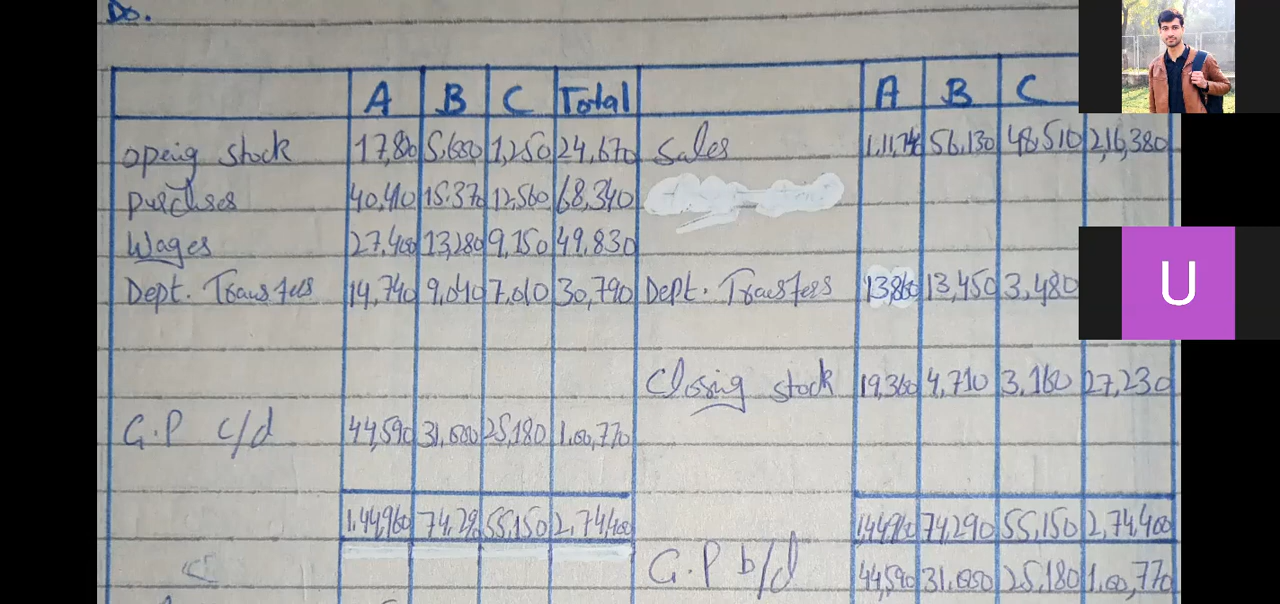 Dr.
A B C Total A B C
Opeing stock 17,820 5,600 1,250 24,670 Sales 1,11,740 56,130 48,510 2,16,380
purchses 40,410 15,370 12,560 68,340
Wages 27,400 13,280 9,150 49,830
Dept. Transfers 14,740 9,040 7,010 30,790 Dept. Transfers 13,860 13,450 3,480
U
Closing stock 19,360 4,710 3,160 27,230
G.P c/d 44,590 31,000 25,180 1,00,770
1,44,960 74,290 55,150 2,74,400 1,44,960 74,290 55,150 2,74,400
G.P b/d 44,590 31,000 25,180 1,00,770